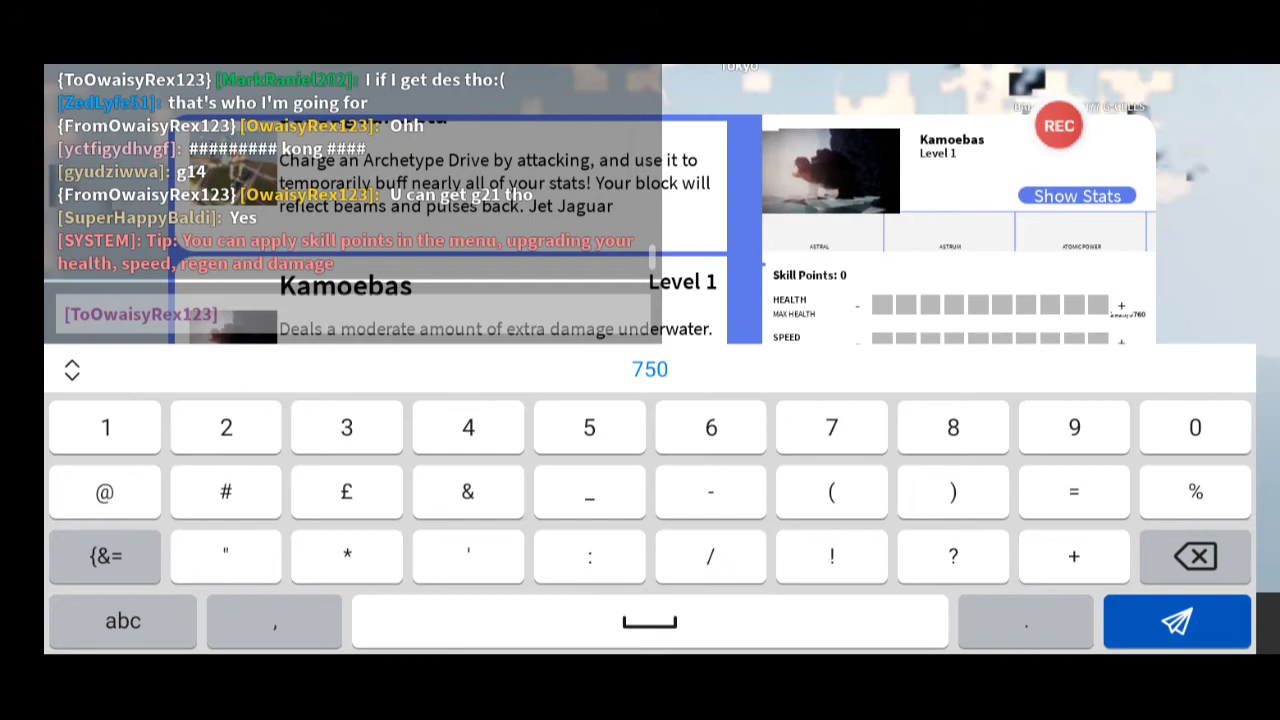 {ToOwaisyRex123} [MarkRaniel202]: I if I get des tho:(
[ZedLyfe51]: that's who I'm going for
{FromOwaisyRex123} [OwaisyRex123]: Ohh
[yctfigydhvgf]: ######### kong ####
[gyudziwwa]: g14
{FromOwaisyRex123} [OwaisyRex123]: U can get g21 tho
[SuperHappyBaldi]: Yes
[SYSTEM]: Tip: You can apply skill points in the menu, upgrading your
health, speed, regen and damage
[ToOwaisyRex123]
Charge an Archetype Drive by attacking, and use it to
temporarily buff nearly all of your stats! Your block will
reflect beams and pulses back. Jet Jaguar
Kamoebas
Level 1
Deals a moderate amount of extra damage underwater.
Tokyo
REC
Kamoebas
Level 1
Show Stats
ASTRAL
ASTRUM
ATOMIC POWER
Skill Points: 0
HEALTH
MAX HEALTH
- +
SPEED
+
750
1 2 3 4 5 6 7 8 9 0
@ # £ & _ - ( ) = %
{&= " * ' : / ! ? +
abc , .